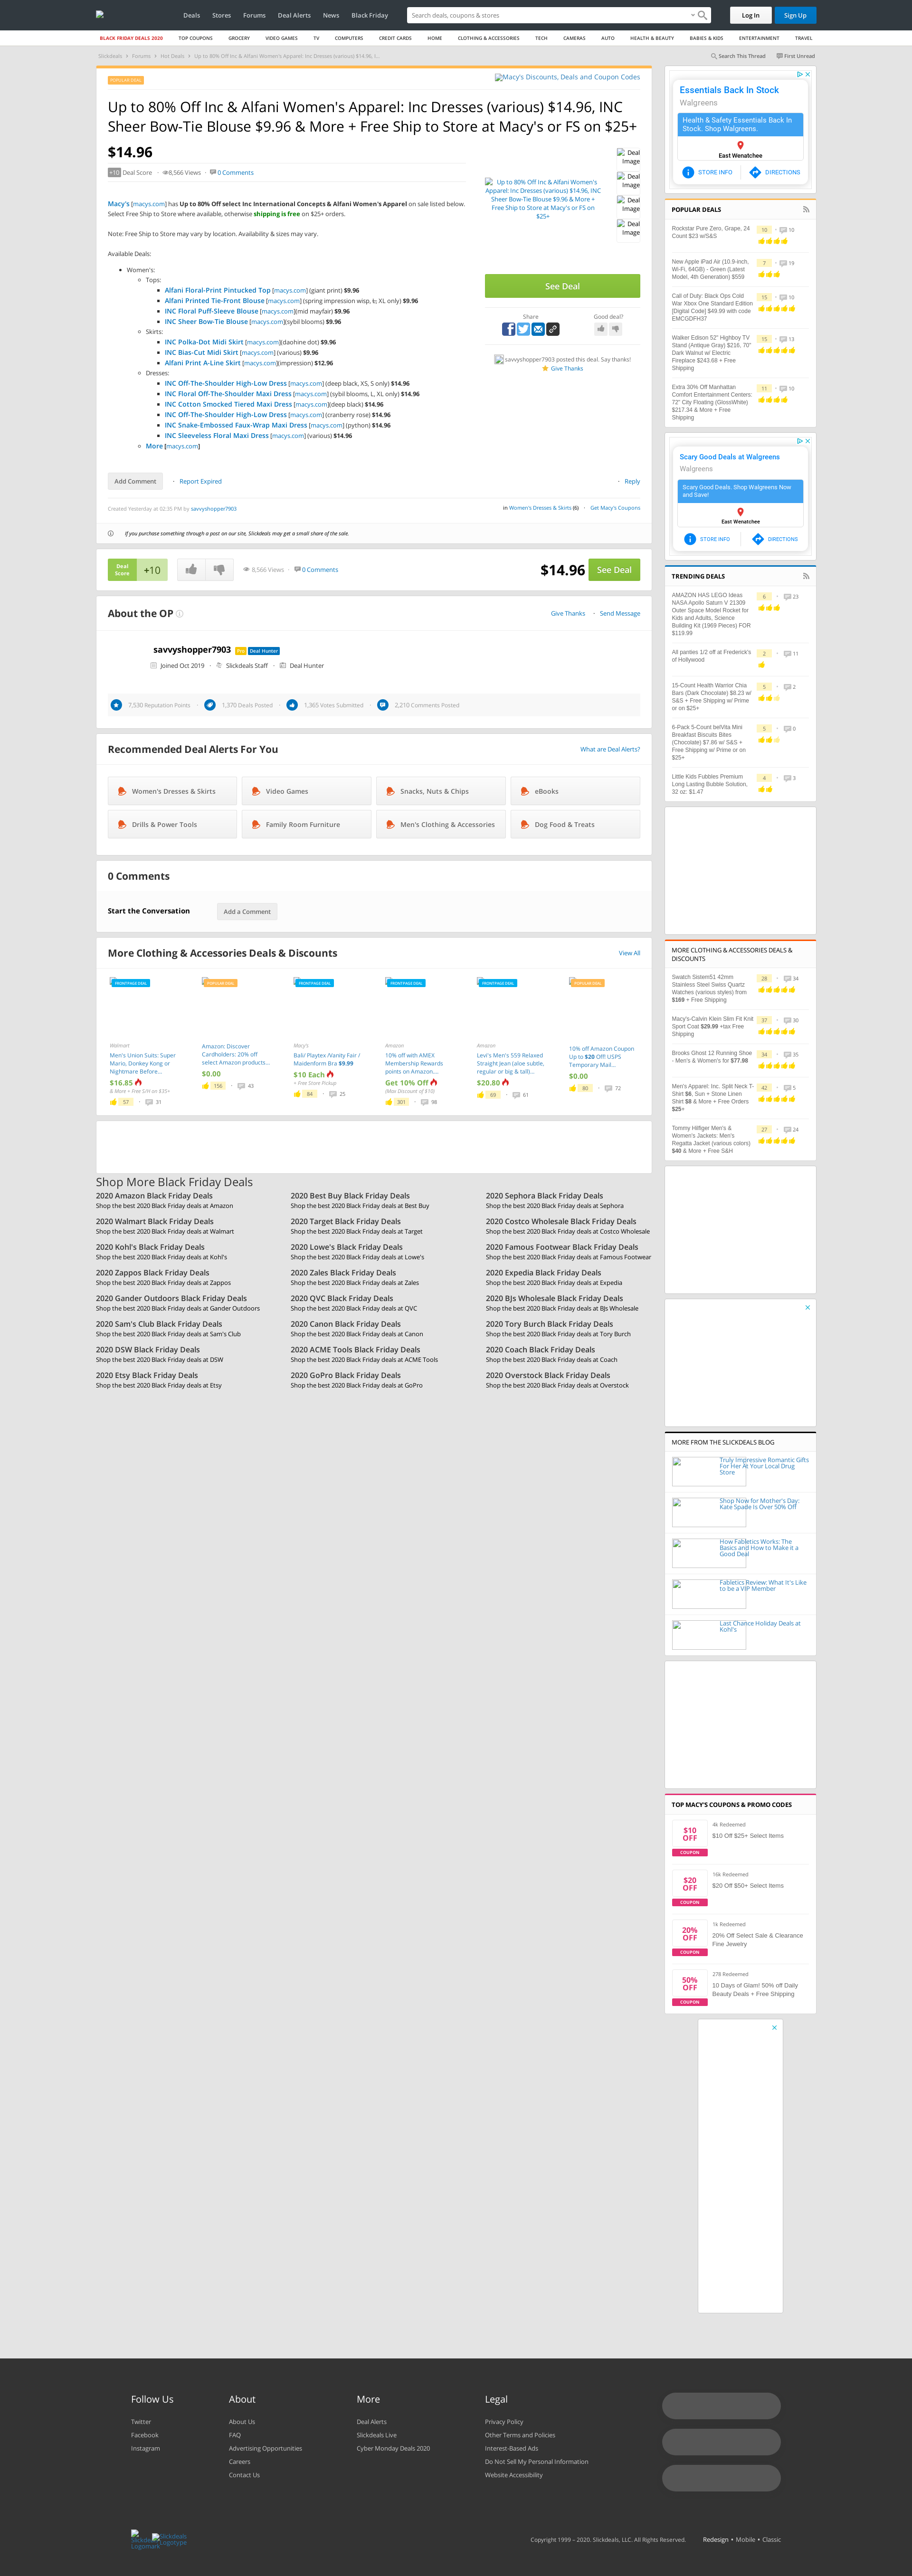 Deals Stores Forums Deal Alerts News Black Friday
Search deals, coupons & stores
Log In
Sign Up
BLACK FRIDAY DEALS 2020 TOP COUPONS GROCERY VIDEO GAMES TV COMPUTERS CREDIT CARDS HOME CLOTHING & ACCESSORIES TECH CAMERAS AUTO HEALTH & BEAUTY BABIES & KIDS ENTERTAINMENT TRAVEL
Slickdeals > Forums > Hot Deals > Up to 80% Off Inc & Alfani Women's Apparel: Inc Dresses (various) $14.96, I...
Search This Thread
First Unread
POPULAR DEAL
Macy's Discounts, Deals and Coupon Codes
Up to 80% Off Inc & Alfani Women's Apparel: Inc Dresses (various) $14.96, INC
Sheer Bow-Tie Blouse $9.96 & More + Free Ship to Store at Macy's or FS on $25+
$14.96
+10 Deal Score · 8,566 Views · 0 Comments
Macy's [macys.com] has Up to 80% Off select Inc International Concepts & Alfani Women's Apparel on sale listed below.
Select Free Ship to Store where available, otherwise shipping is free on $25+ orders.
Note: Free Ship to Store may vary by location. Availability & sizes may vary.
Available Deals:
Women's:
Tops:
Alfani Floral-Print Pintucked Top [macys.com] (giant print) $9.96
Alfani Printed Tie-Front Blouse [macys.com] (spring impression wisp, L, XL only) $9.96
INC Floral Puff-Sleeve Blouse [macys.com](mod mayfair) $9.96
INC Sheer Bow-Tie Blouse [macys.com](sybil blooms) $9.96
Skirts:
INC Polka-Dot Midi Skirt [macys.com](dashine dot) $9.96
INC Bias-Cut Midi Skirt [macys.com] (various) $9.96
Alfani Print A-Line Skirt [macys.com](impression) $12.96
Dresses:
INC Off-The-Shoulder High-Low Dress [macys.com] (deep black, XS, S only) $14.96
INC Floral Off-The-Shoulder Maxi Dress [macys.com] (sybil blooms, L, XL only) $14.96
INC Cotton Smocked Tiered Maxi Dress [macys.com](deep black) $14.96
INC Off-The-Shoulder High-Low Dress [macys.com] (cranberry rose) $14.96
INC Snake-Embossed Faux-Wrap Maxi Dress [macys.com] (python) $14.96
INC Sleeveless Floral Maxi Dress [macys.com] (various) $14.96
More [macys.com]
Up to 80% Off Inc & Alfani Women's
Apparel: Inc Dresses (various) $14.96, INC
Sheer Bow-Tie Blouse $9.96 & More +
Free Ship to Store at Macy's or FS on
$25+
Deal
Image
Deal
Image
Deal
Image
Deal
Image
See Deal
Share
Good deal?
savvyshopper7903 posted this deal. Say thanks!
Give Thanks
Add Comment · Report Expired
· Reply
Created Yesterday at 02:35 PM by savvyshopper7903
in Women's Dresses & Skirts (6) · Get Macy's Coupons
If you purchase something through a post on our site, Slickdeals may get a small share of the sale.
Deal
Score
+10
8,566 Views · 0 Comments
$14.96
See Deal
About the OP
Give Thanks · Send Message
savvyshopper7903 Pro Deal Hunter
Joined Oct 2019 · Slickdeals Staff · Deal Hunter
7,530 Reputation Points · 1,370 Deals Posted · 1,365 Votes Submitted · 2,210 Comments Posted
Recommended Deal Alerts For You
What are Deal Alerts?
Women's Dresses & Skirts
Video Games
Snacks, Nuts & Chips
eBooks
Drills & Power Tools
Family Room Furniture
Men's Clothing & Accessories
Dog Food & Treats
0 Comments
Start the Conversation
Add a Comment
More Clothing & Accessories Deals & Discounts
View All
FRONTPAGE DEAL
Walmart
Men's Union Suits: Super
Mario, Donkey Kong or
Nightmare Before...
$16.85
& More + Free S/H on $35+
57 · 31
POPULAR DEAL
Amazon: Discover
Cardholders: 20% off
select Amazon products...
$0.00
156 · 43
FRONTPAGE DEAL
Macy's
Bali/ Playtex /Vanity Fair /
Maidenform Bra $9.99
$10 Each
+ Free Store Pickup
84 · 25
FRONTPAGE DEAL
Amazon
10% off with AMEX
Membership Rewards
points on Amazon....
Get 10% Off
(Max Discount of $10)
301 · 98
FRONTPAGE DEAL
Amazon
Levi's Men's 559 Relaxed
Straight Jean (aloe subtle,
regular or big & tall)...
$20.80
69 · 61
POPULAR DEAL
10% off Amazon Coupon
Up to $20 Off! USPS
Temporary Mail...
$0.00
80 · 72
Shop More Black Friday Deals
2020 Amazon Black Friday Deals
Shop the best 2020 Black Friday deals at Amazon
2020 Best Buy Black Friday Deals
Shop the best 2020 Black Friday deals at Best Buy
2020 Sephora Black Friday Deals
Shop the best 2020 Black Friday deals at Sephora
2020 Walmart Black Friday Deals
Shop the best 2020 Black Friday deals at Walmart
2020 Target Black Friday Deals
Shop the best 2020 Black Friday deals at Target
2020 Costco Wholesale Black Friday Deals
Shop the best 2020 Black Friday deals at Costco Wholesale
2020 Kohl's Black Friday Deals
Shop the best 2020 Black Friday deals at Kohl's
2020 Lowe's Black Friday Deals
Shop the best 2020 Black Friday deals at Lowe's
2020 Famous Footwear Black Friday Deals
Shop the best 2020 Black Friday deals at Famous Footwear
2020 Zappos Black Friday Deals
Shop the best 2020 Black Friday deals at Zappos
2020 Zales Black Friday Deals
Shop the best 2020 Black Friday deals at Zales
2020 Expedia Black Friday Deals
Shop the best 2020 Black Friday deals at Expedia
2020 Gander Outdoors Black Friday Deals
Shop the best 2020 Black Friday deals at Gander Outdoors
2020 QVC Black Friday Deals
Shop the best 2020 Black Friday deals at QVC
2020 BJs Wholesale Black Friday Deals
Shop the best 2020 Black Friday deals at BJs Wholesale
2020 Sam's Club Black Friday Deals
Shop the best 2020 Black Friday deals at Sam's Club
2020 Canon Black Friday Deals
Shop the best 2020 Black Friday deals at Canon
2020 Tory Burch Black Friday Deals
Shop the best 2020 Black Friday deals at Tory Burch
2020 DSW Black Friday Deals
Shop the best 2020 Black Friday deals at DSW
2020 ACME Tools Black Friday Deals
Shop the best 2020 Black Friday deals at ACME Tools
2020 Coach Black Friday Deals
Shop the best 2020 Black Friday deals at Coach
2020 Etsy Black Friday Deals
Shop the best 2020 Black Friday deals at Etsy
2020 GoPro Black Friday Deals
Shop the best 2020 Black Friday deals at GoPro
2020 Overstock Black Friday Deals
Shop the best 2020 Black Friday deals at Overstock
Essentials Back In Stock
Walgreens
Health & Safety Essentials Back In
Stock. Shop Walgreens.
East Wenatchee
STORE INFO
DIRECTIONS
POPULAR DEALS
Rockstar Pure Zero, Grape, 24
Count $23 w/S&S
10 · 10
New Apple iPad Air (10.9-inch,
Wi-Fi, 64GB) - Green (Latest
Model, 4th Generation) $559
7 · 19
Call of Duty: Black Ops Cold
War Xbox One Standard Edition
[Digital Code] $49.99 with code
EMCGDFH37
15 · 10
Walker Edison 52" Highboy TV
Stand (Antique Gray) $216, 70"
Dark Walnut w/ Electric
Fireplace $243.68 + Free
Shipping
15 · 13
Extra 30% Off Manhattan
Comfort Entertainment Centers:
72" City Floating (GlossWhite)
$217.34 & More + Free
Shipping
11 · 10
Scary Good Deals at Walgreens
Walgreens
Scary Good Deals. Shop Walgreens Now
and Save!
East Wenatchee
STORE INFO
DIRECTIONS
TRENDING DEALS
AMAZON HAS LEGO Ideas
NASA Apollo Saturn V 21309
Outer Space Model Rocket for
Kids and Adults, Science
Building Kit (1969 Pieces) FOR
$119.99
6 · 23
All panties 1/2 off at Frederick's
of Hollywood
2 · 11
15-Count Health Warrior Chia
Bars (Dark Chocolate) $8.23 w/
S&S + Free Shipping w/ Prime
or on $25+
5 · 2
6-Pack 5-Count belVita Mini
Breakfast Biscuits Bites
(Chocolate) $7.86 w/ S&S +
Free Shipping w/ Prime or on
$25+
5 · 0
Little Kids Fubbles Premium
Long Lasting Bubble Solution,
32 oz: $1.47
4 · 3
MORE CLOTHING & ACCESSORIES DEALS &
DISCOUNTS
Swatch Sistem51 42mm
Stainless Steel Swiss Quartz
Watches (various styles) from
$169 + Free Shipping
28 · 34
Macy's-Calvin Klein Slim Fit Knit
Sport Coat $29.99 +tax Free
Shipping
37 · 30
Brooks Ghost 12 Running Shoe
- Men's & Women's for $77.98
34 · 35
Men's Apparel: Inc. Split Neck T-
Shirt $6, Sun + Stone Linen
Shirt $8 & More + Free Orders
$25+
42 · 5
Tommy Hilfiger Men's &
Women's Jackets: Men's
Regatta Jacket (various colors)
$40 & More + Free S&H
27 · 24
MORE FROM THE SLICKDEALS BLOG
Truly Impressive Romantic Gifts
For Her At Your Local Drug
Store
Shop Now for Mother's Day:
Kate Spade Is Over 50% Off
How Fabletics Works: The
Basics and How to Make it a
Good Deal
Fabletics Review: What It's Like
to be a VIP Member
Last Chance Holiday Deals at
Kohl's
TOP MACY'S COUPONS & PROMO CODES
$10
OFF
COUPON
4k Redeemed
$10 Off $25+ Select Items
$20
OFF
COUPON
16k Redeemed
$20 Off $50+ Select Items
20%
OFF
COUPON
1k Redeemed
20% Off Select Sale & Clearance
Fine Jewelry
50%
OFF
COUPON
278 Redeemed
10 Days of Glam! 50% off Daily
Beauty Deals + Free Shipping
Follow Us
Twitter
Facebook
Instagram
About
About Us
FAQ
Advertising Opportunities
Careers
Contact Us
More
Deal Alerts
Slickdeals Live
Cyber Monday Deals 2020
Legal
Privacy Policy
Other Terms and Policies
Interest-Based Ads
Do Not Sell My Personal Information
Website Accessibility
Slickdeals
Logomark
Slickdeals
Logotype
Copyright 1999 - 2020. Slickdeals, LLC. All Rights Reserved.
Redesign • Mobile • Classic